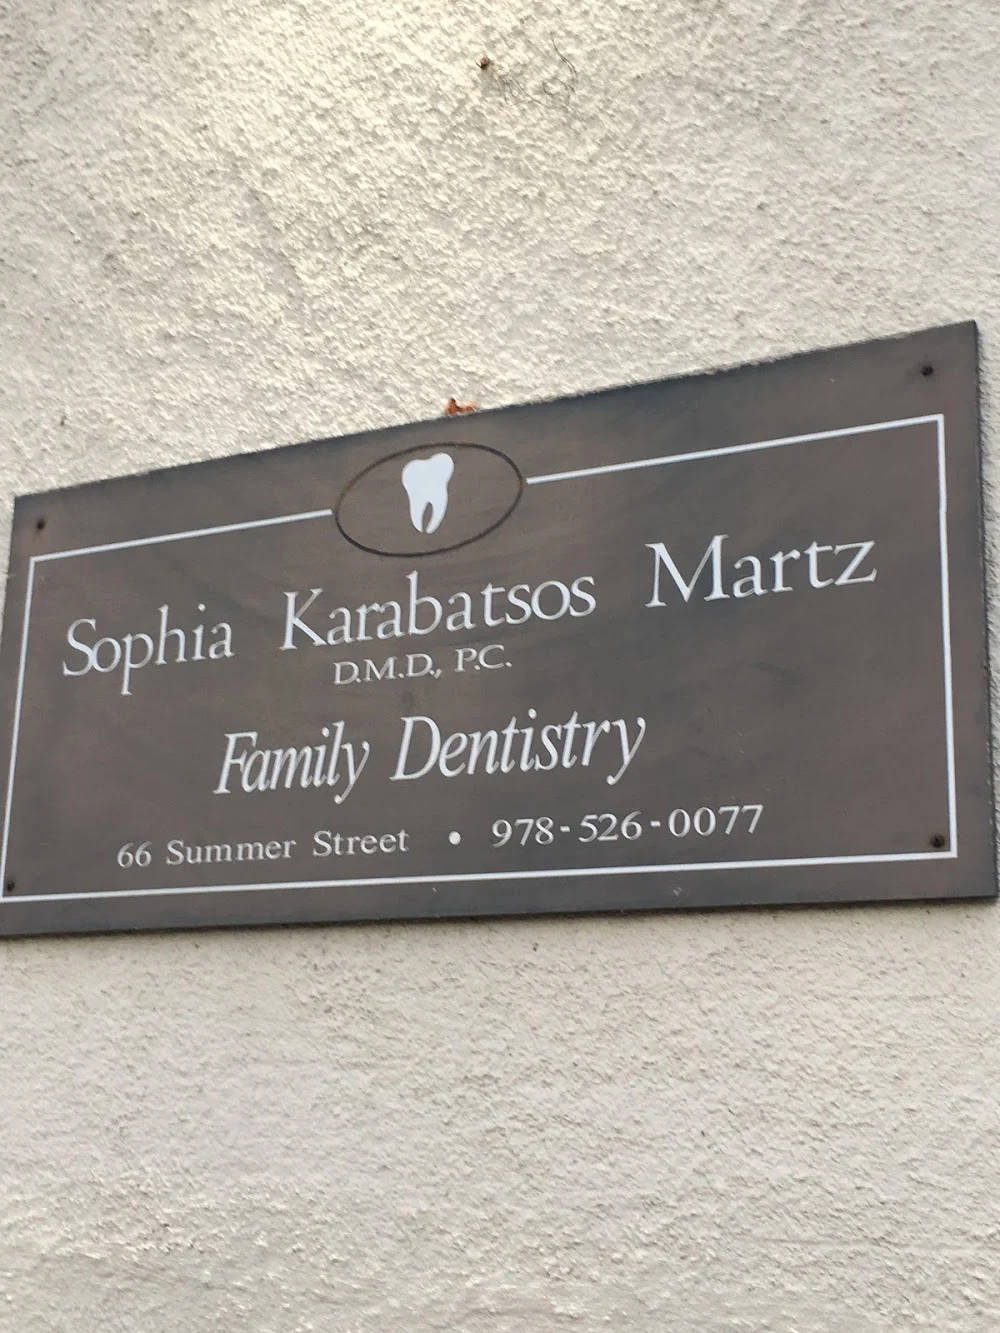 Sophia Karabatsos Martz
D.M.D., P.C.
Family Dentistry
66 Summer Street • 978-526-0077